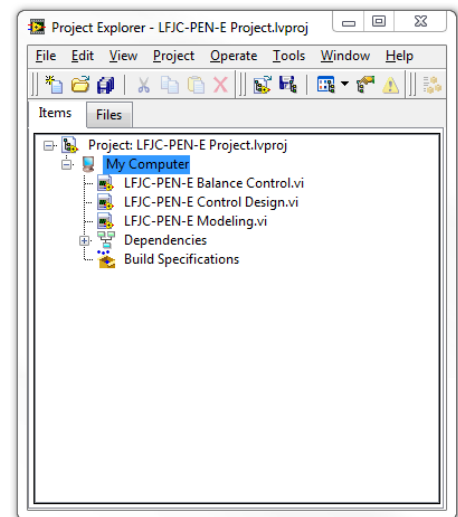 Project Explorer - LFJC-PEN-E Project.lvproj
File Edit View Project Operate Tools Window Help
Items Files
Project: LFJC-PEN-E Project.lvproj
My Computer
LFJC-PEN-E Balance Control.vi
LFJC-PEN-E Control Design.vi
LFJC-PEN-E Modeling.vi
Dependencies
Build Specifications